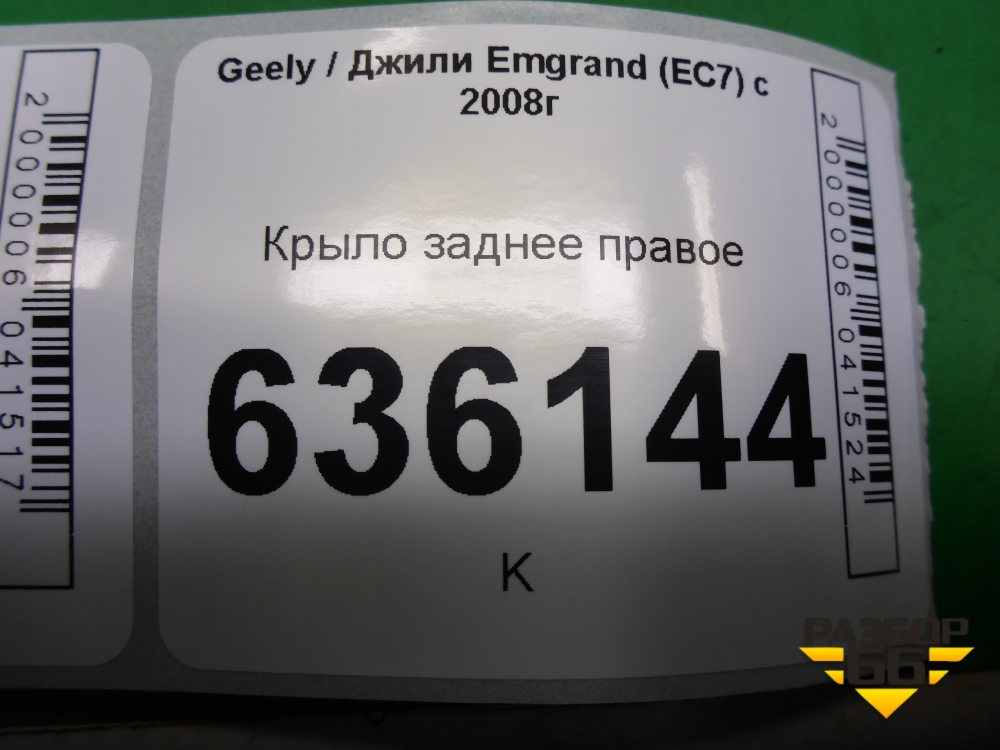 Geely / Джили Emgrand (EC7) с
2008г
Крыло заднее правое
636144
К
2000006041524
2000006041517
РАЗБОР
66